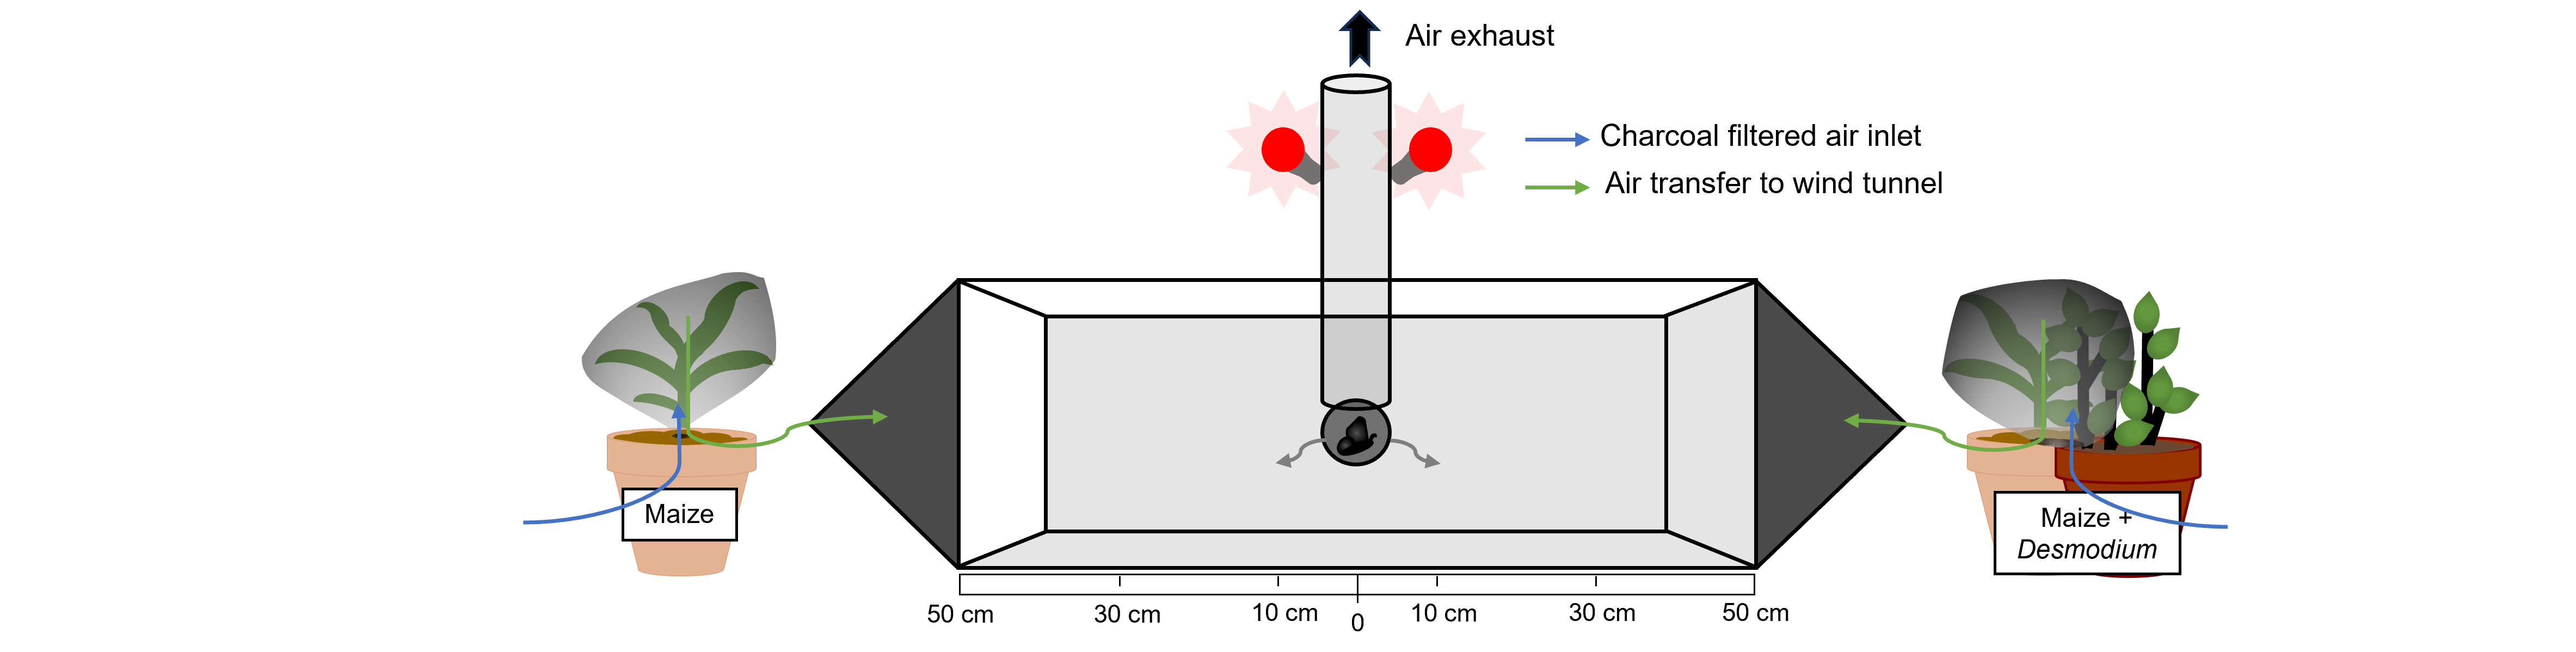 Air exhaust
Charcoal filtered air inlet
Air transfer to wind tunnel
Maize
Maize +
Desmodium
50 cm
30 cm
10 cm
0
10 cm
30 cm
50 cm